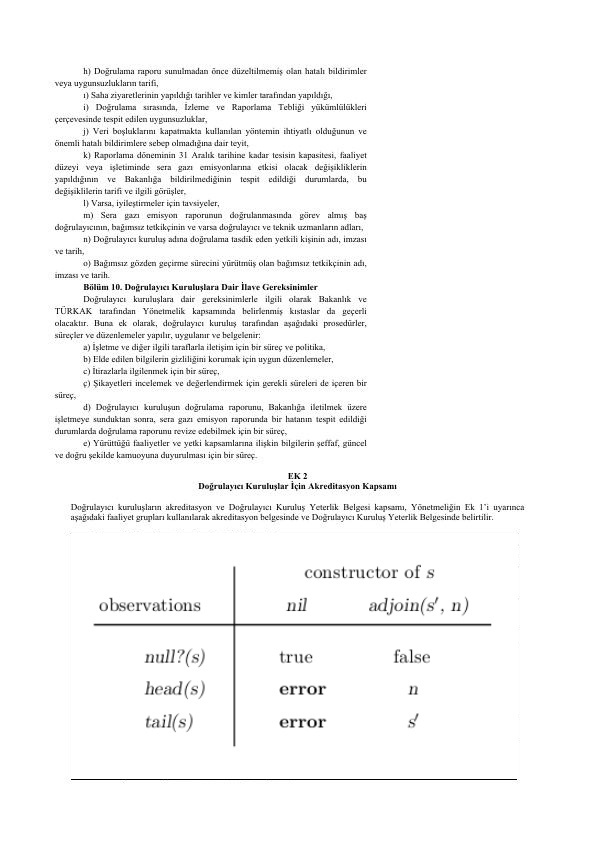 h) Doğrulama raporu sunulmadan önce düzeltilmemiş olan hatalı bildirimler
veya uygunsuzlukların tarifi,
ı) Saha ziyaretlerinin yapıldığı tarihler ve kimler tarafından yapıldığı,
i) Doğrulama sırasında, İzleme ve Raporlama Tebliği yükümlülükleri
çerçevesinde tespit edilen uygunsuzluklar,
j) Veri boşluklarını kapatmakta kullanılan yöntemin ihtiyatlı olduğunun ve
önemli hatalı bildirimlere sebep olmadığına dair teyit,
k) Raporlama döneminin 31 Aralık tarihine kadar tesisin kapasitesi, faaliyet
düzeyi veya işletiminde sera gazı emisyonlarına etkisi olacak değişikliklerin
yapıldığının ve Bakanlığa bildirilmediğinin tespit edildiği durumlarda, bu
değişiklilerin tarifi ve ilgili görüşler,
l) Varsa, iyileştirmeler için tavsiyeler,
m) Sera gazı emisyon raporunun doğrulanmasında görev almış baş
doğrulayıcının, bağımsız tetkikçinin ve varsa doğrulayıcı ve teknik uzmanların adları,
n) Doğrulayıcı kuruluş adına doğrulama tasdik eden yetkili kişinin adı, imzası
ve tarih,
o) Bağımsız gözden geçirme sürecini yürütmüş olan bağımsız tetkikçinin adı,
imzası ve tarih.
Bölüm 10. Doğrulayıcı Kuruluşlara Dair İlave Gereksinimler
Doğrulayıcı kuruluşlara dair gereksinimlerle ilgili olarak Bakanlık ve
TÜRKAK tarafından Yönetmelik kapsamında belirlenmiş kıstaslar da geçerli
olacaktır. Buna ek olarak, doğrulayıcı kuruluş tarafından aşağıdaki prosedürler,
süreçler ve düzenlemeler yapılır, uygulanır ve belgelenir:
a) İşletme ve diğer ilgili taraflarla iletişim için bir süreç ve politika,
b) Elde edilen bilgilerin gizliliğini korumak için uygun düzenlemeler,
c) İtirazlarla ilgilenmek için bir süreç,
ç) Şikayetleri incelemek ve değerlendirmek için gerekli süreleri de içeren bir
süreç,
d) Doğrulayıcı kuruluşun doğrulama raporunu, Bakanlığa iletilmek üzere
işletmeye sunduktan sonra, sera gazı emisyon raporunda bir hatanın tespit edildiği
durumlarda doğrulama raporunu revize edebilmek için bir süreç,
e) Yürüttüğü faaliyetler ve yetki kapsamlarına ilişkin bilgilerin şeffaf, güncel
ve doğru şekilde kamuoyuna duyurulması için bir süreç.
EK 2
Doğrulayıcı Kuruluşlar İçin Akreditasyon Kapsamı
Doğrulayıcı kuruluşların akreditasyon ve Doğrulayıcı Kuruluş Yeterlik Belgesi kapsamı, Yönetmeliğin Ek 1’i uyarınca
aşağıdaki faaliyet grupları kullanılarak akreditasyon belgesinde ve Doğrulayıcı Kuruluş Yeterlik Belgesinde belirtilir.
constructor of s
observations nil adjoin(s′, n)
null?(s) true false
head(s) error n
tail(s) error s′